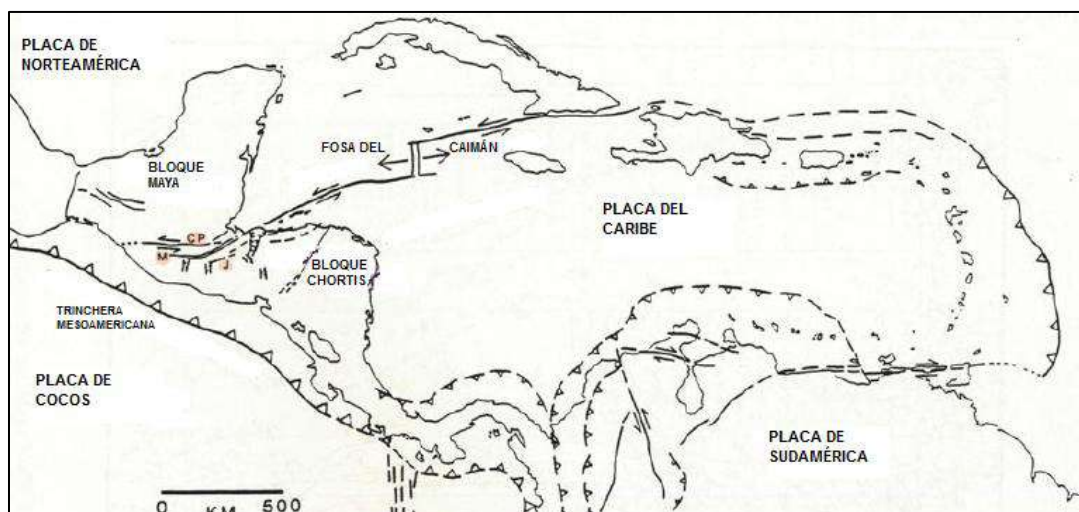 PLACA DE
NORTEAMÉRICA
FOSA DEL
CAIMÁN
BLOQUE
MAYA
PLACA DEL
CARIBE
CP
M
J
BLOQUE
CHORTIS
TRINCHERA
MESOAMERICANA
PLACA DE
COCOS
PLACA DE
SUDAMÉRICA
0 KM 500